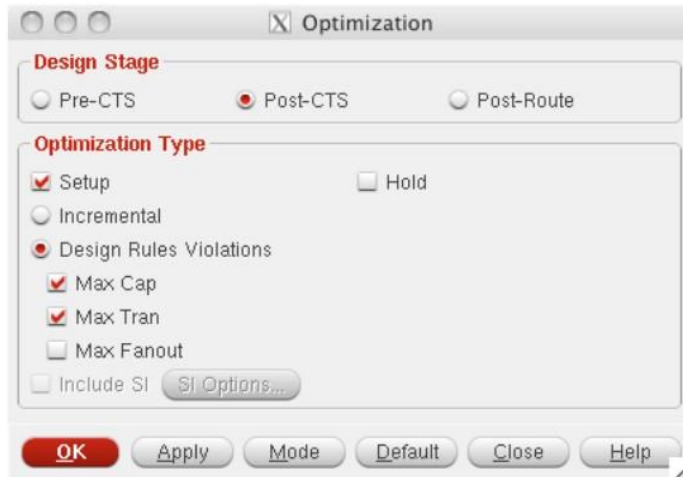 Optimization
Design Stage
Pre-CTS Post-CTS Post-Route
Optimization Type
Setup Hold
Incremental
Design Rules Violations
Max Cap
Max Tran
Max Fanout
Include SI SI Options...
OK Apply Mode Default Close Help